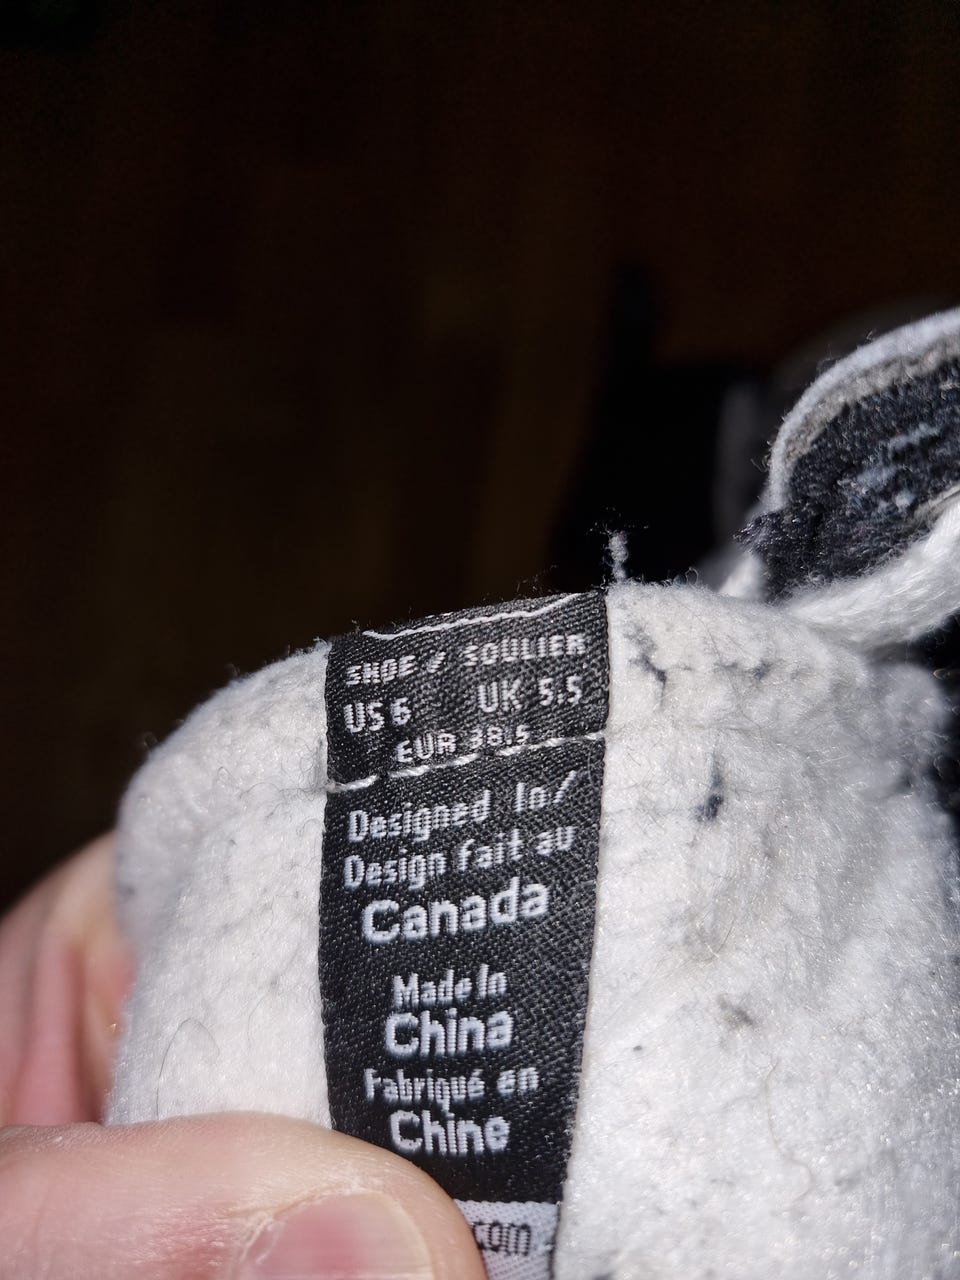 SHOE / SOULIER
US 6 UK 5.5
EUR 38.5
Designed In/
Design fait au
Canada
Made In
China
Fabriqué en
Chine
com